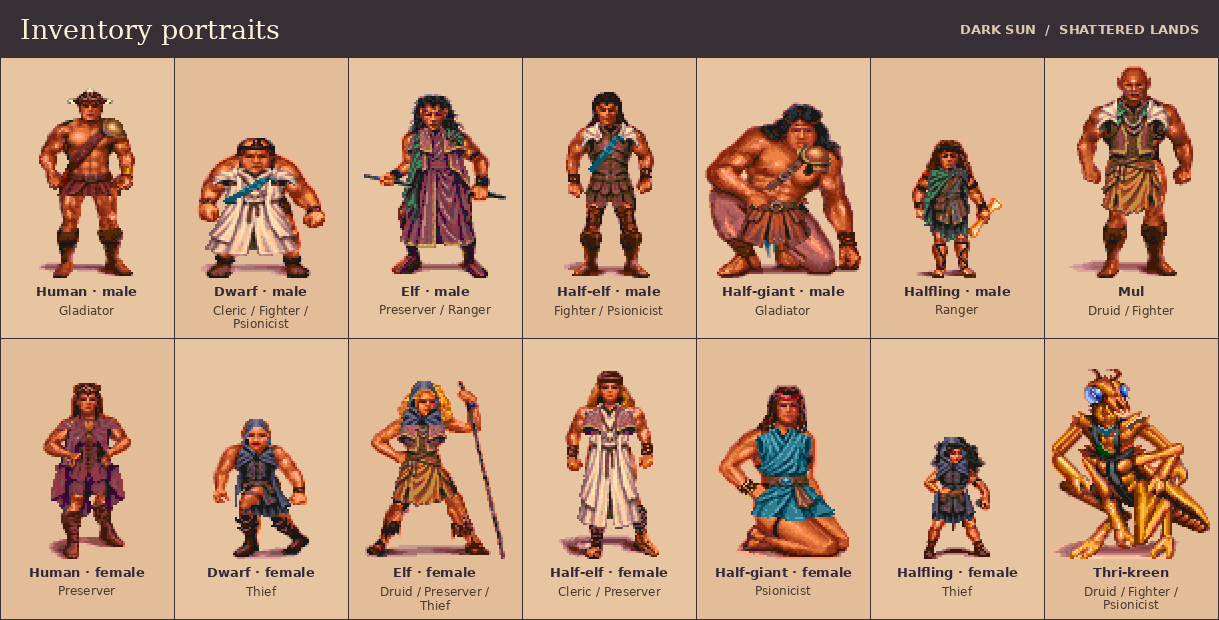 Inventory portraits
DARK SUN / SHATTERED LANDS
Human · male
Gladiator
Dwarf · male
Cleric / Fighter /
Psionicist
Elf · male
Preserver / Ranger
Half-elf · male
Fighter / Psionicist
Half-giant · male
Gladiator
Halfling · male
Ranger
Mul
Druid / Fighter
Human · female
Preserver
Dwarf · female
Thief
Elf · female
Druid / Preserver /
Thief
Half-elf · female
Cleric / Preserver
Half-giant · female
Psionicist
Halfling · female
Thief
Thri-kreen
Druid / Fighter /
Psionicist